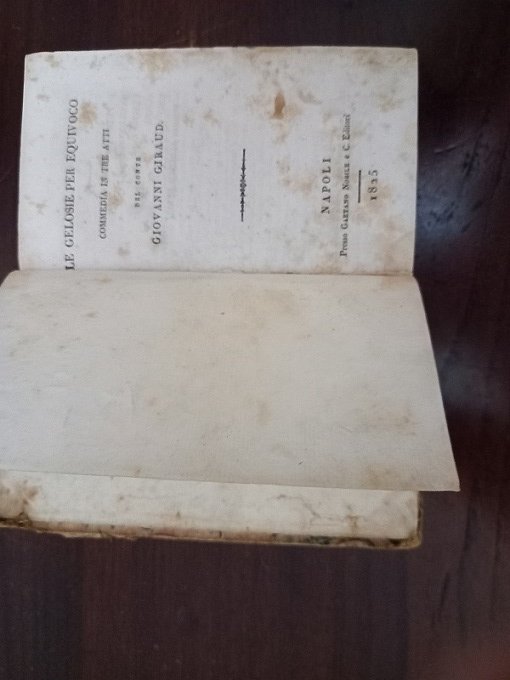 LE GELOSIE PER EQUIVOCO
COMMEDIA IN TRE ATTI
DEL CONTE
GIOVANNI GIRAUD.
NAPOLI
Presso GAETANO NOBILE E C. Editori
1825